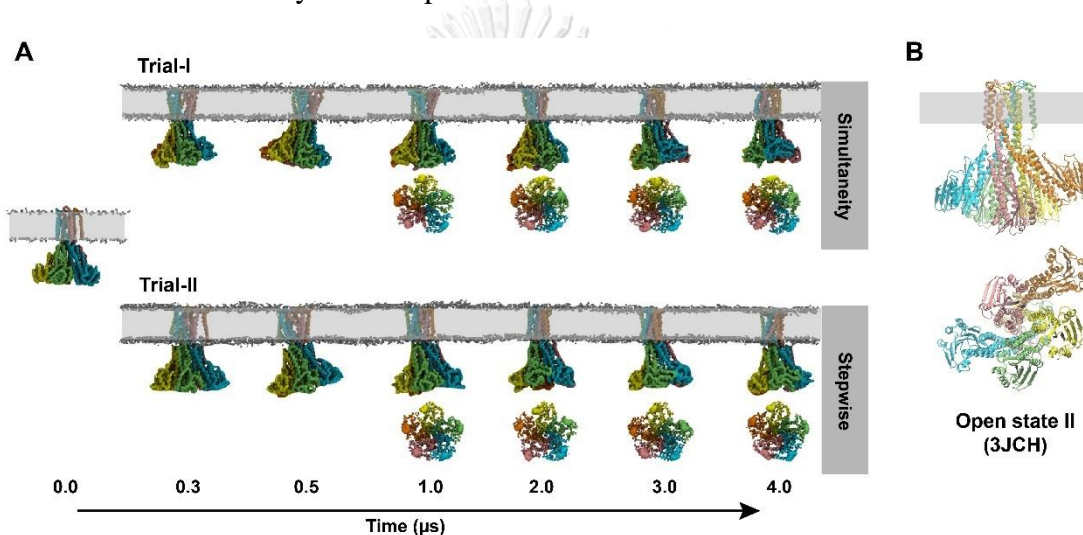 A
B
Trial-I
Simultaneity
Trial-II
Stepwise
Open state II
(3JCH)
0.0 0.3 0.5 1.0 2.0 3.0 4.0
Time (µs)